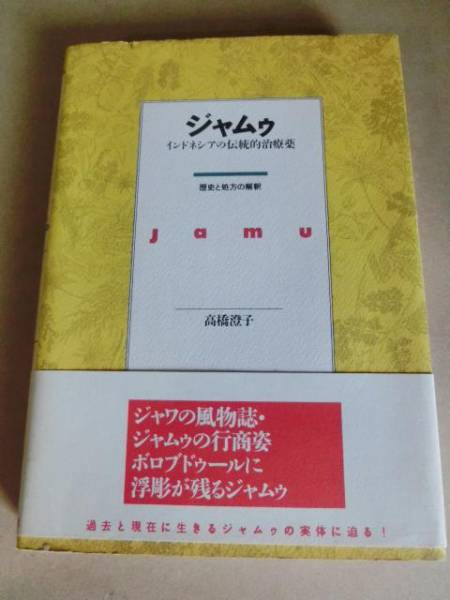 ジャムゥ
インドネシアの伝統的治療薬
歴史と処方の解釈
Jamu
高橋澄子
ジャワの風物誌・
ジャムゥの行商姿
ボロブドゥールに
浮彫が残るジャムゥ
過去と現在に生きるジャムゥの実体に迫る!